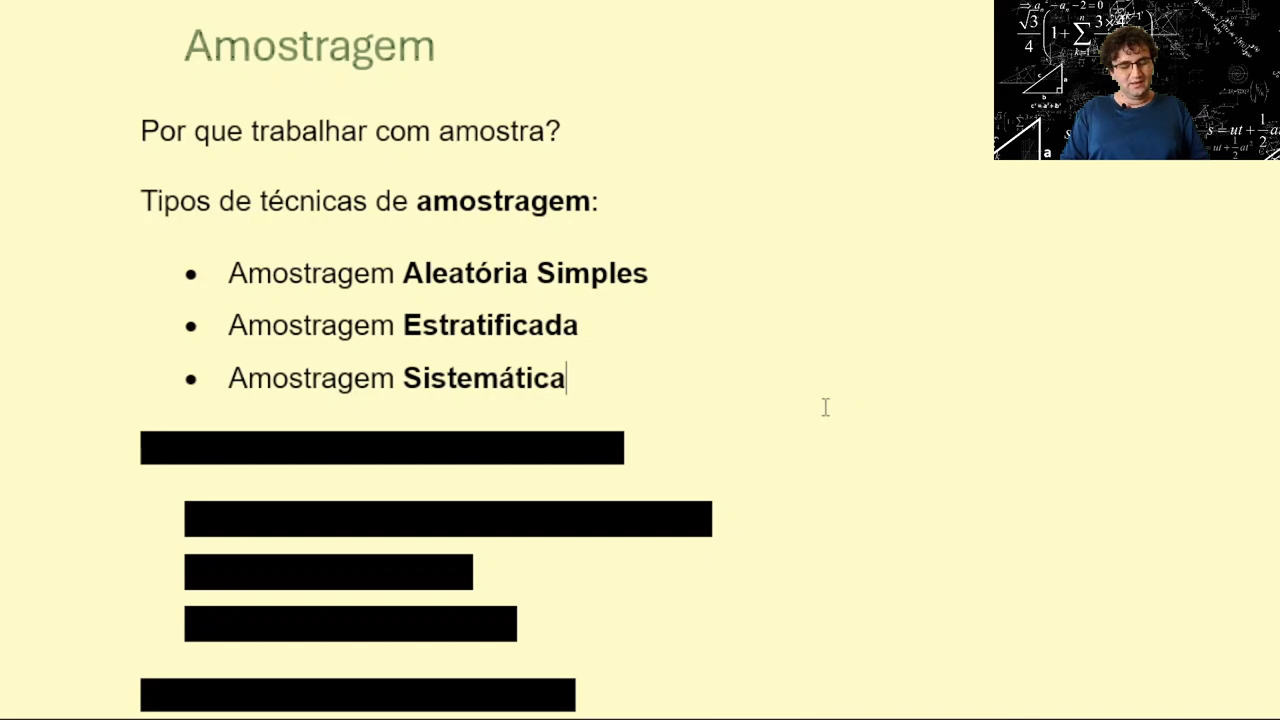 Amostragem
Por que trabalhar com amostra?
Tipos de técnicas de amostragem:
• Amostragem Aleatória Simples
• Amostragem Estratificada
• Amostragem Sistemática